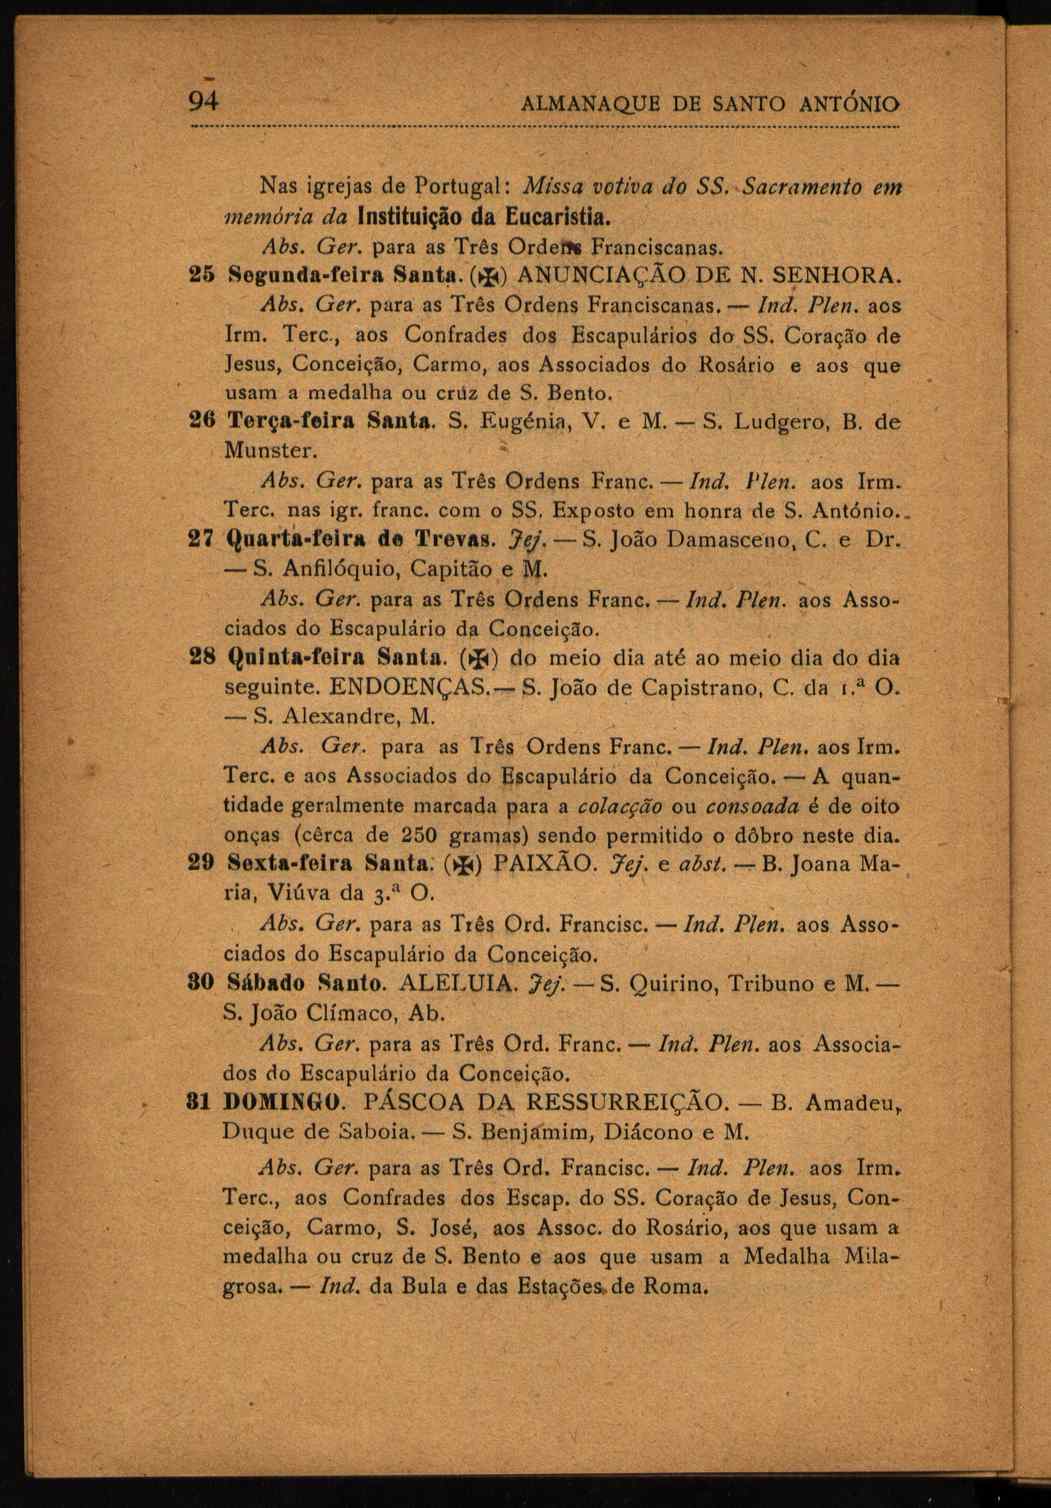 94 ALMANAQUE DE SANTO ANTÓNIO
Nas igrejas de Portugal: Missa votiva do SS. Sacramento em
memória da Instituição da Eucaristia.
Abs. Ger. para as Três Ordens Franciscanas.
25 Segunda-feira Santa. (✠) ANUNCIAÇÃO DE N. SENHORA.
Abs. Ger. para as Três Ordens Franciscanas. — Ind. Plen. aos
Irm. Terc., aos Confrades dos Escapulários do SS. Coração de
Jesus, Conceição, Carmo, aos Associados do Rosário e aos que
usam a medalha ou cruz de S. Bento.
26 Terça-feira Santa. S. Eugénia, V. e M. — S. Ludgero, B. de
Munster.
Abs. Ger. para as Três Ordens Franc. — Ind. Plen. aos Irm.
Terc. nas igr. franc. com o SS. Exposto em honra de S. António.
27 Quarta-feira de Trevas. Jej. — S. João Damasceno, C. e Dr.
— S. Anfilóquio, Capitão e M.
Abs. Ger. para as Três Ordens Franc. — Ind. Plen. aos Asso-
ciados do Escapulário da Conceição.
28 Quinta-feira Santa. (✠) do meio dia até ao meio dia do dia
seguinte. ENDOENÇAS. — S. João de Capistrano, C. da 1.ª O.
— S. Alexandre, M.
Abs. Ger. para as Três Ordens Franc. — Ind. Plen. aos Irm.
Terc. e aos Associados do Escapulário da Conceição. — A quan-
tidade geralmente marcada para a colacção ou consoada é de oito
onças (cêrca de 250 gramas) sendo permitido o dôbro neste dia.
29 Sexta-feira Santa. (✠) PAIXÃO. Jej. e abst. — B. Joana Ma-
ria, Viúva da 3.ª O.
Abs. Ger. para as Três Ord. Francisc. — Ind. Plen. aos Asso-
ciados do Escapulário da Conceição.
30 Sábado Santo. ALELUIA. Jej. — S. Quirino, Tribuno e M. —
S. João Clímaco, Ab.
Abs. Ger. para as Três Ord. Franc. — Ind. Plen. aos Associa-
dos do Escapulário da Conceição.
31 DOMINGO. PÁSCOA DA RESSURREIÇÃO. — B. Amadeu,
Duque de Saboia. — S. Benjamim, Diácono e M.
Abs. Ger. para as Três Ord. Francisc. — Ind. Plen. aos Irm.
Terc., aos Confrades dos Escap. do SS. Coração de Jesus, Con-
ceição, Carmo, S. José, aos Assoc. do Rosário, aos que usam a
medalha ou cruz de S. Bento e aos que usam a Medalha Mila-
grosa. — Ind. da Bula e das Estações de Roma.